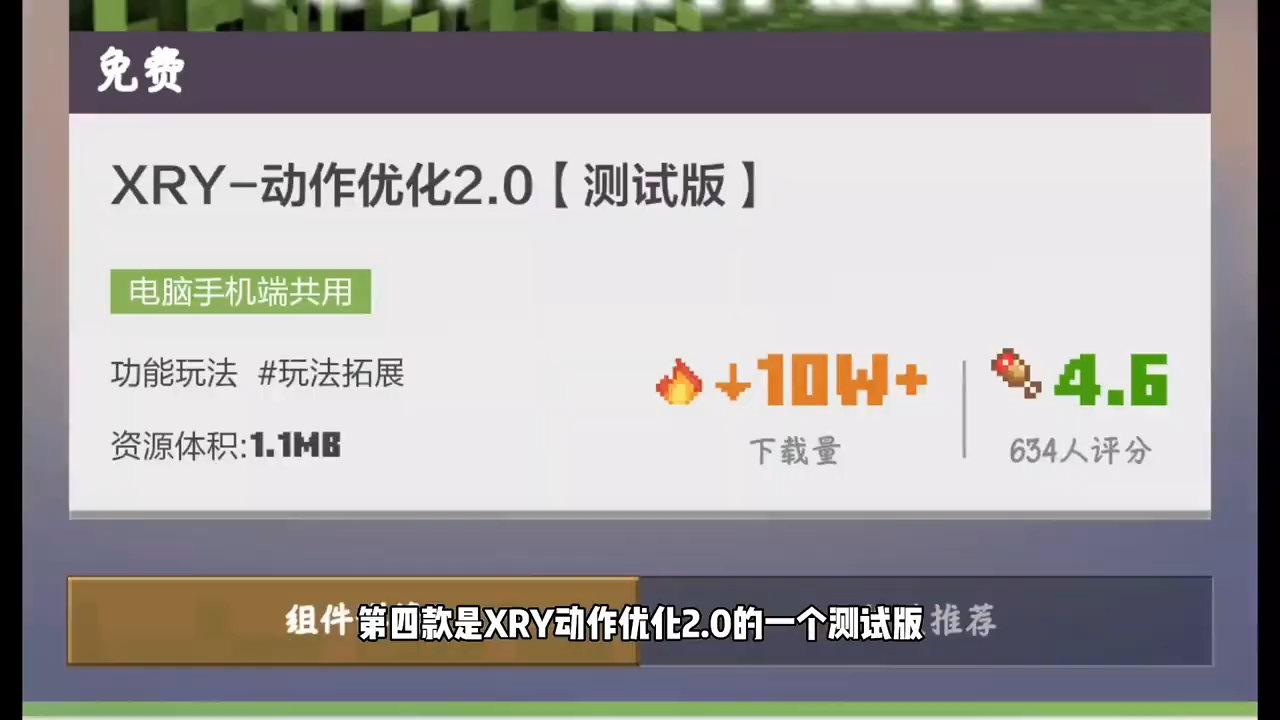 免费
XRY-动作优化2.0【测试版】
电脑手机端共用
功能玩法 #玩法拓展
资源体积:1.1MB
10W+
下载量
4.6
634人评分
组件
推荐
第四款是XRY动作优化2.0的一个测试版